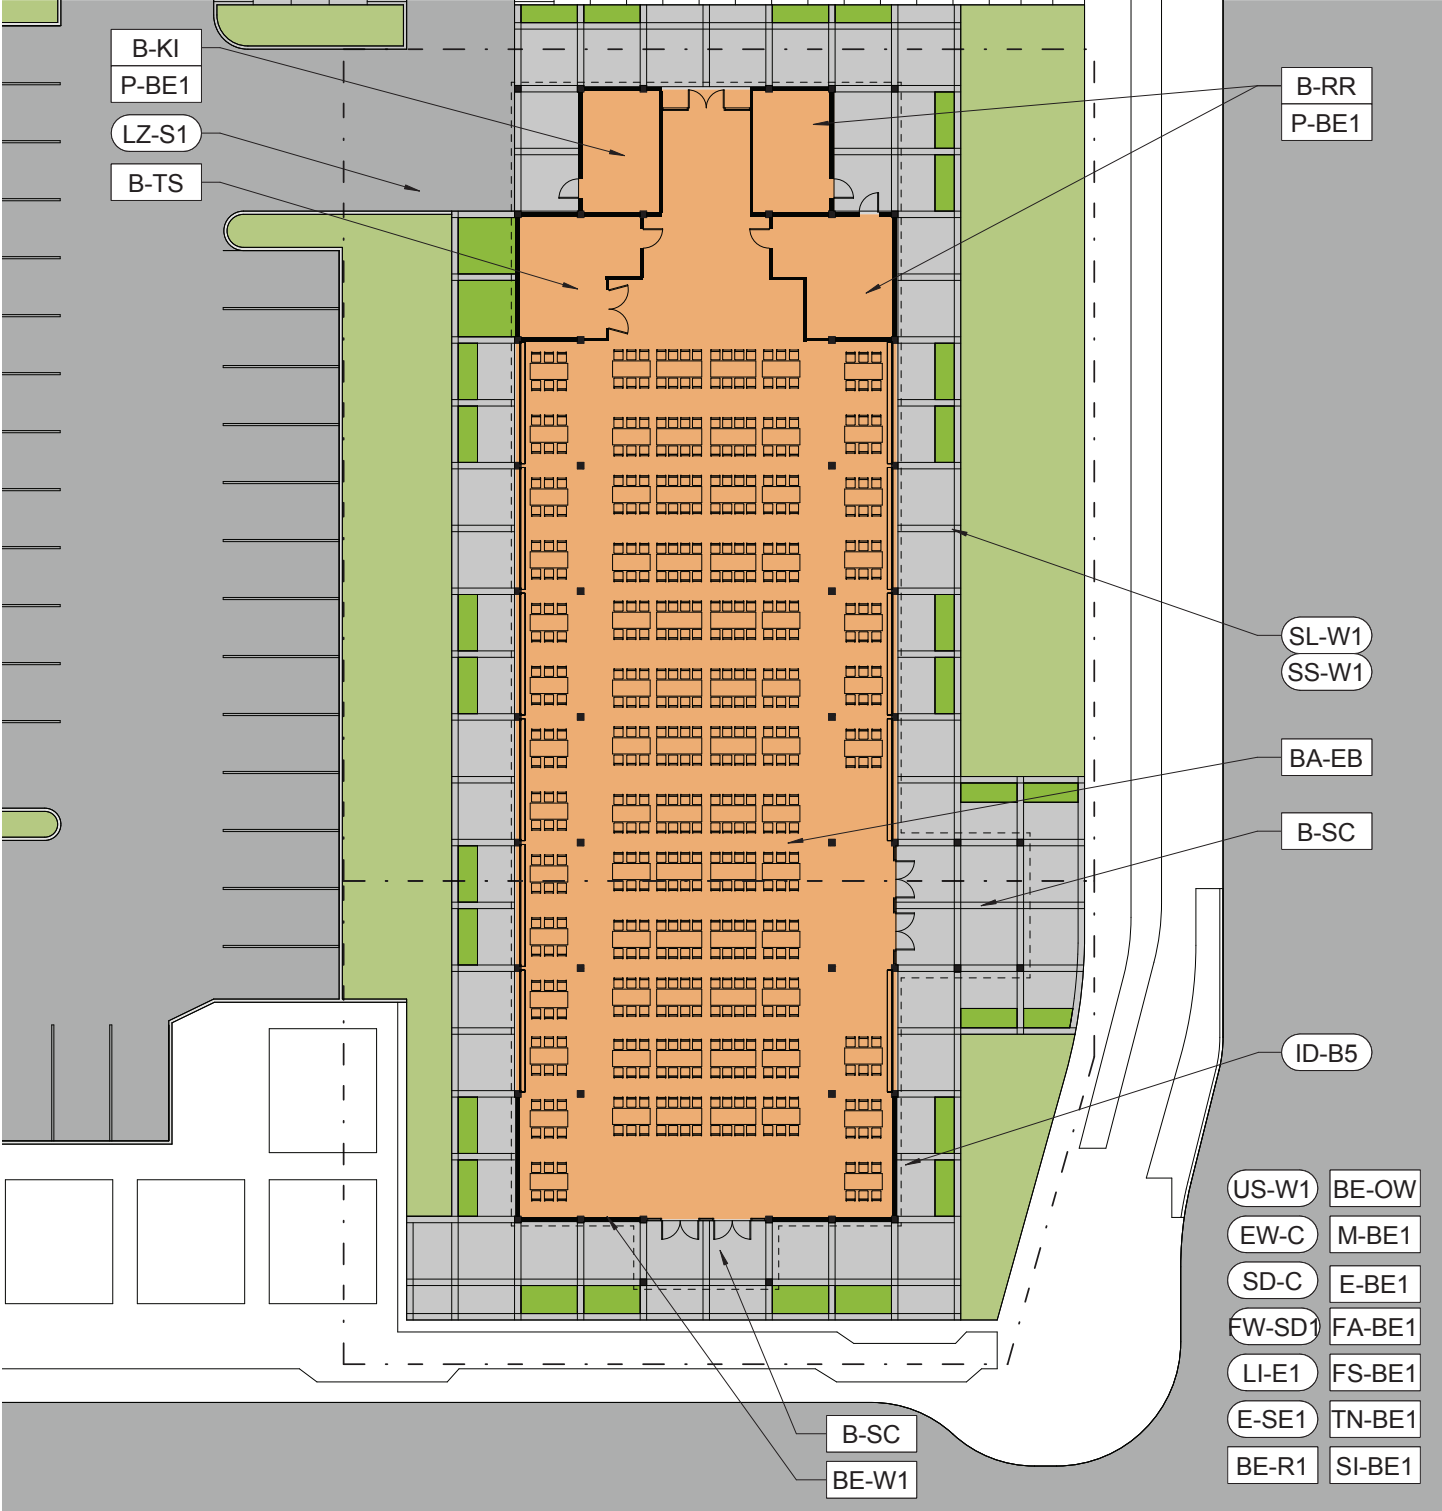 B-KI
P-BE1
LZ-S1
B-TS
B-RR
P-BE1
SL-W1
SS-W1
BA-EB
B-SC
ID-B5
US-W1 BE-OW
EW-C M-BE1
SD-C E-BE1
FW-SD1 FA-BE1
LI-E1 FS-BE1
E-SE1 TN-BE1
BE-R1 SI-BE1
B-SC
BE-W1